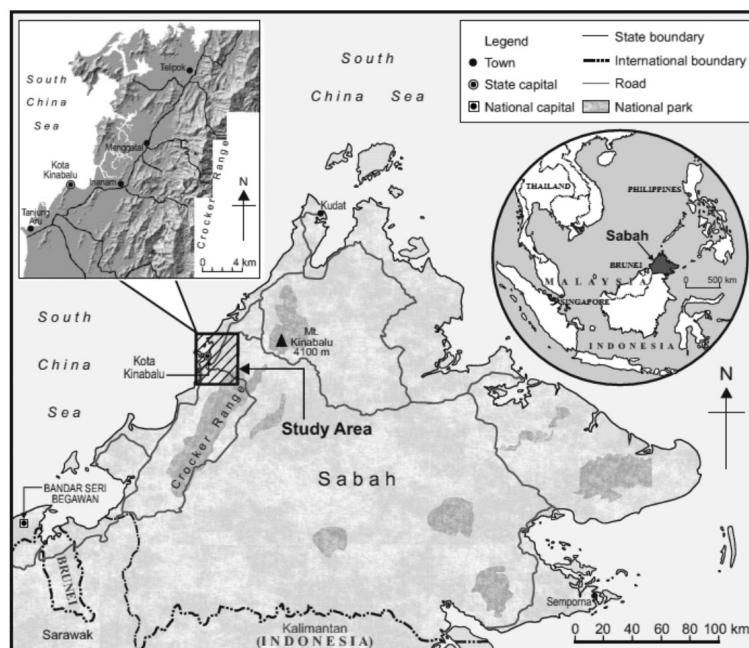 South
China
Sea
Telipok
Menggatal
Kota
Kinabalu
Inanam
Tanjung
Aru
Crocker Range
N
0 4 km
South
China Sea
Legend
Town
State capital
National capital
State boundary
International boundary
Road
National park
THAILAND
PHILIPPINES
Sabah
BRUNEI
MALAYSIA
SINGAPORE
INDONESIA
0 500 km
Kudat
Mt.
Kinabalu
4100 m
South
China
Sea
Kota
Kinabalu
Study Area
Crocker Range
Sabah
N
BANDAR SERI
BEGAWAN
BRUNEI
Sarawak
Kalimantan
(INDONESIA)
Semporna
0 20 40 60 80 100 km